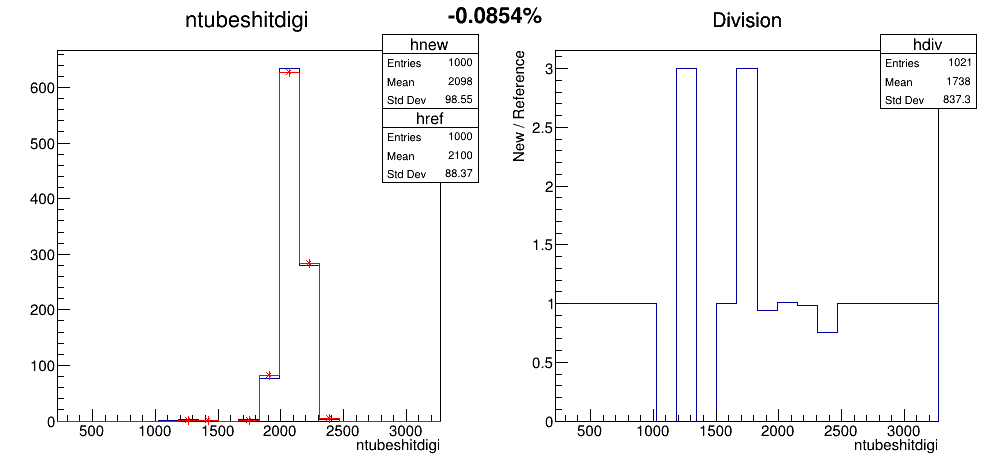 ntubeshitdigi
-0.0854%
Division
hnew
Entries 1000
Mean 2098
Std Dev 98.55
href
Entries 1000
Mean 2100
Std Dev 88.37
600
500
400
300
200
100
0
500 1000 1500 2000 2500 3000
ntubeshitdigi
hdiv
Entries 1021
Mean 1738
Std Dev 837.3
New / Reference
3
2.5
2
1.5
1
0.5
0
500 1000 1500 2000 2500 3000
ntubeshitdigi